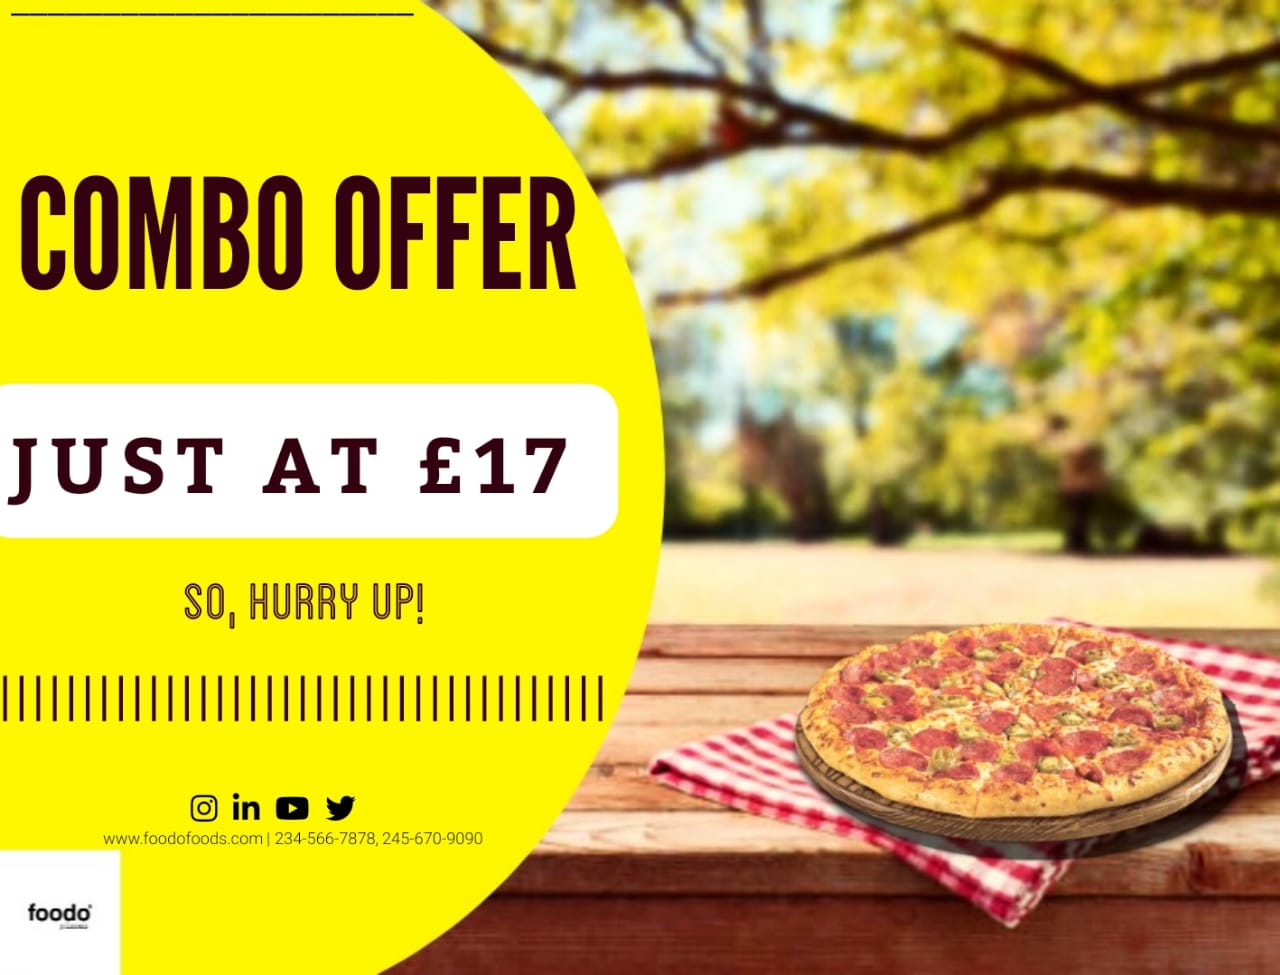 COMBO OFFER
JUST AT £17
SO, HURRY UP!
www.foodofoods.com | 234-566-7878, 245-670-9090
foodo